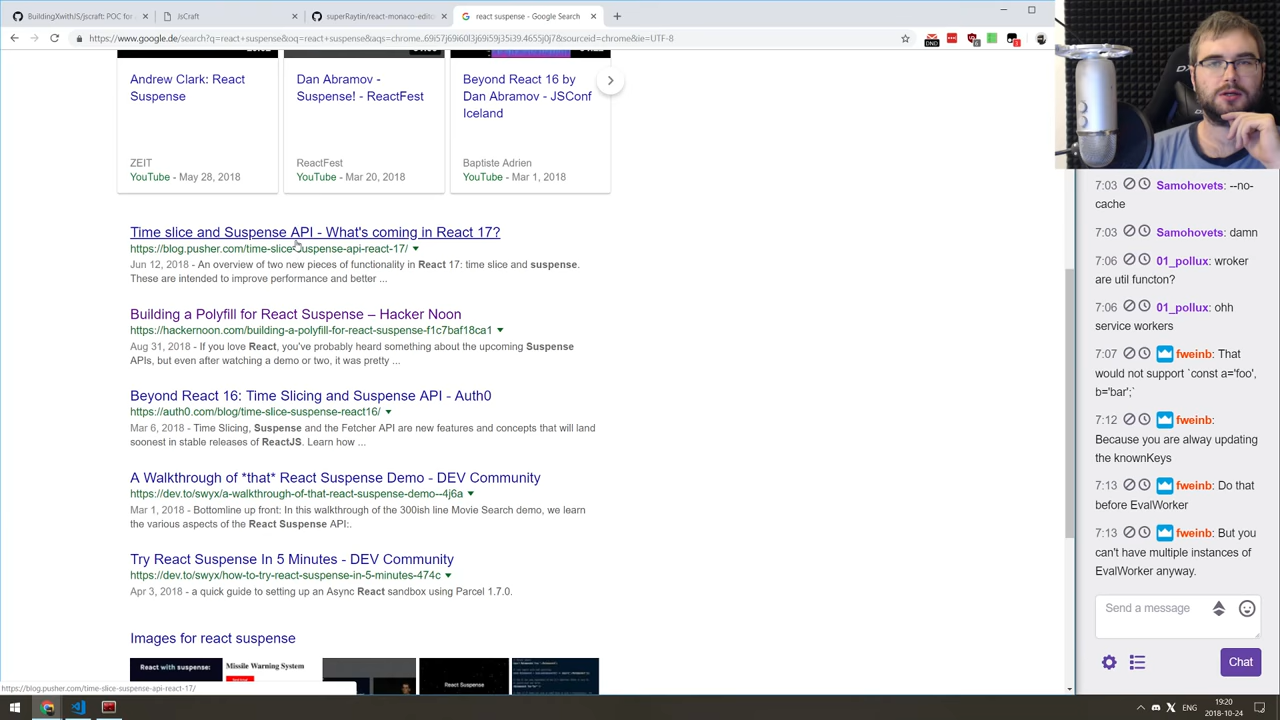 BuildingXwithJS/jscraft: POC for
JsCraft
superRaytin/react-monaco-edito
react suspense - Google Search
https://www.google.de/search?q=react+suspense&oq=react+suspens&aqs=chrome..69i57j69i60l3j69i59j35i39.4655j0j7&sourceid=chrome&ie=UTF-8
DND
6
1
Andrew Clark: React
Suspense
ZEIT
YouTube - May 28, 2018
Dan Abramov -
Suspense! - ReactFest
ReactFest
YouTube - Mar 20, 2018
Beyond React 16 by
Dan Abramov - JSConf
Iceland
Baptiste Adrien
YouTube - Mar 1, 2018
Time slice and Suspense API - What's coming in React 17?
https://blog.pusher.com/time-slice-suspense-api-react-17/
Jun 12, 2018 - An overview of two new pieces of functionality in React 17: time slice and suspense.
These are intended to improve performance and better ...
Building a Polyfill for React Suspense – Hacker Noon
https://hackernoon.com/building-a-polyfill-for-react-suspense-f1c7baf18ca1
Aug 31, 2018 - If you love React, you've probably heard something about the upcoming Suspense
APIs, but even after watching a demo or two, it was pretty ...
Beyond React 16: Time Slicing and Suspense API - Auth0
https://auth0.com/blog/time-slice-suspense-react16/
Mar 6, 2018 - Time Slicing, Suspense and the Fetcher API are new features and concepts that will land
soonest in stable releases of ReactJS. Learn how ...
A Walkthrough of *that* React Suspense Demo - DEV Community
https://dev.to/swyx/a-walkthrough-of-that-react-suspense-demo--4j6a
Mar 1, 2018 - Bottomline up front: In this walkthrough of the 300ish line Movie Search demo, we learn
the various aspects of the React Suspense API:.
Try React Suspense In 5 Minutes - DEV Community
https://dev.to/swyx/how-to-try-react-suspense-in-5-minutes-474c
Apr 3, 2018 - a quick guide to setting up an Async React sandbox using Parcel 1.7.0.
Images for react suspense
React with suspense:
Missile Warning System
React Suspense
7:03 Samohovets: --no-
cache
7:03 Samohovets: damn
7:06 01_pollux: wroker
are util functon?
7:06 01_pollux: ohh
service workers
7:07 fweinb: That
would not support `const a='foo',
b='bar';`
7:12 fweinb:
Because you are alway updating
the knownKeys
7:13 fweinb: Do that
before EvalWorker
7:13 fweinb: But you
can't have multiple instances of
EvalWorker anyway.
Send a message
19:20
2018-10-24